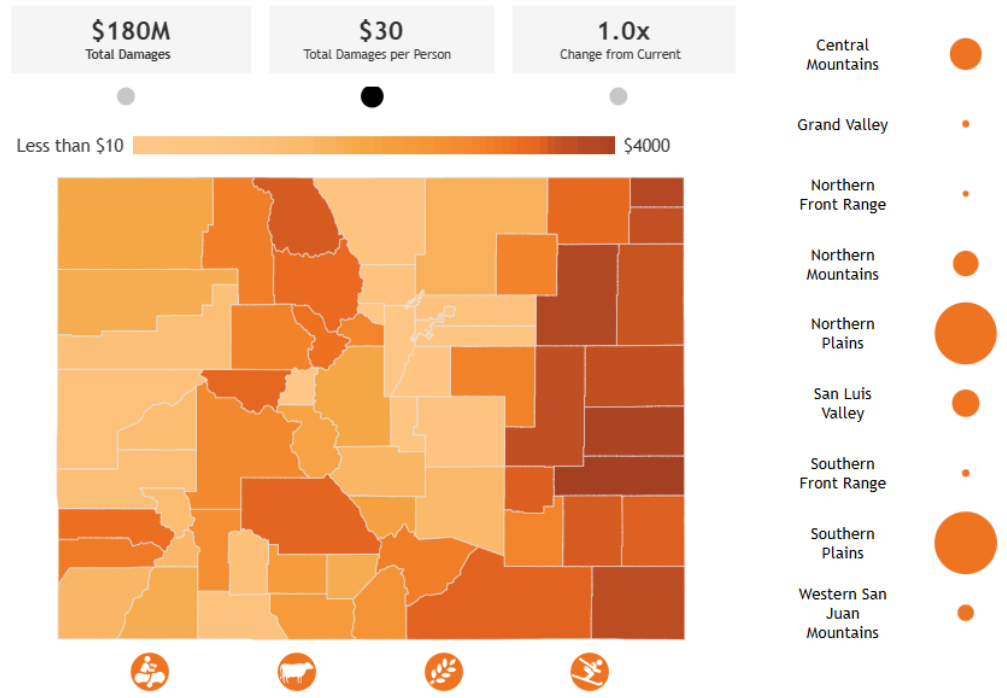 $180M
Total Damages
$30
Total Damages per Person
1.0x
Change from Current
Less than $10
$4000
Central
Mountains
Grand Valley
Northern
Front Range
Northern
Mountains
Northern
Plains
San Luis
Valley
Southern
Front Range
Southern
Plains
Western San
Juan
Mountains